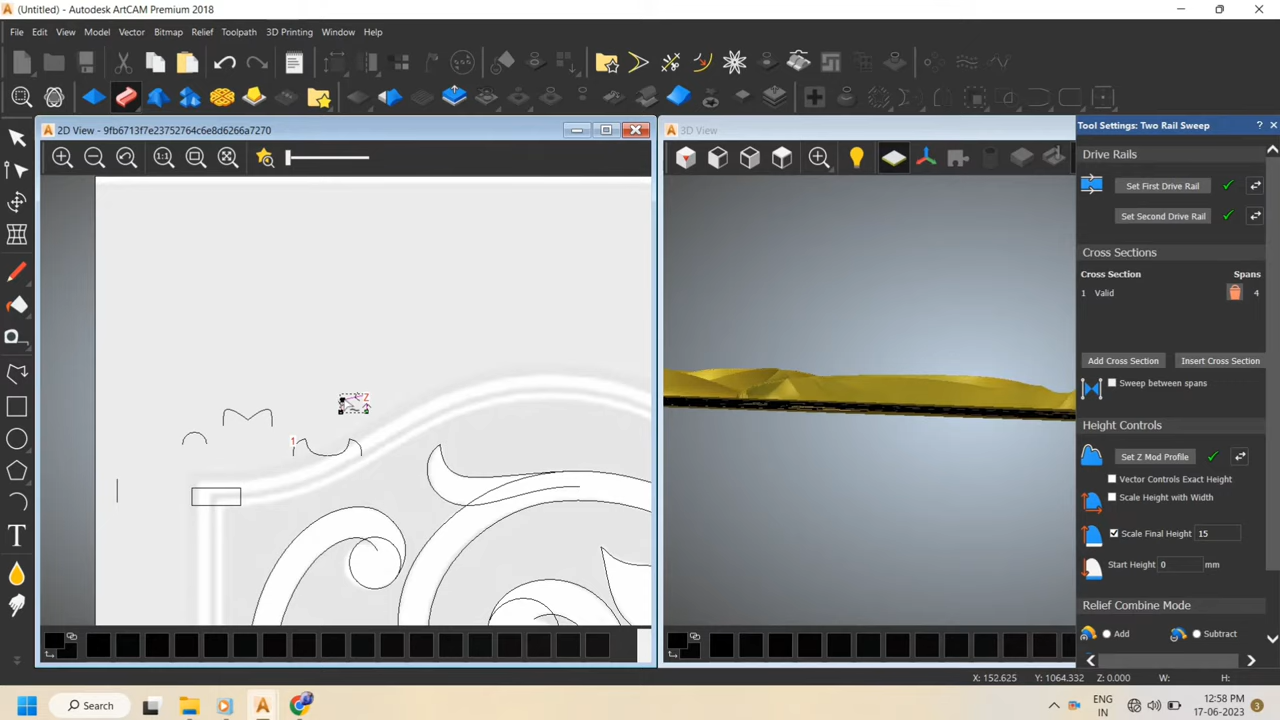 (Untitled) - Autodesk ArtCAM Premium 2018
File Edit View Model Vector Bitmap Relief Toolpath 3D Printing Window Help
2D View - 9fb6713f7e23752764c6e8d6266a7270
3D View
Tool Settings: Two Rail Sweep ?
Drive Rails
Set First Drive Rail
Set Second Drive Rail
Cross Sections
Cross Section Spans
1 Valid 4
Add Cross Section Insert Cross Section
Sweep between spans
Height Controls
Set Z Mod Profile
Vector Controls Exact Height
Scale Height with Width
Scale Final Height 15
Start Height 0 mm
Relief Combine Mode
Add Subtract
1:1
Z
1
T
X: 152.625 Y: 1064.332 Z: 0.000 W: H:
Search
ENG
IN
12:58 PM
17-06-2023
3